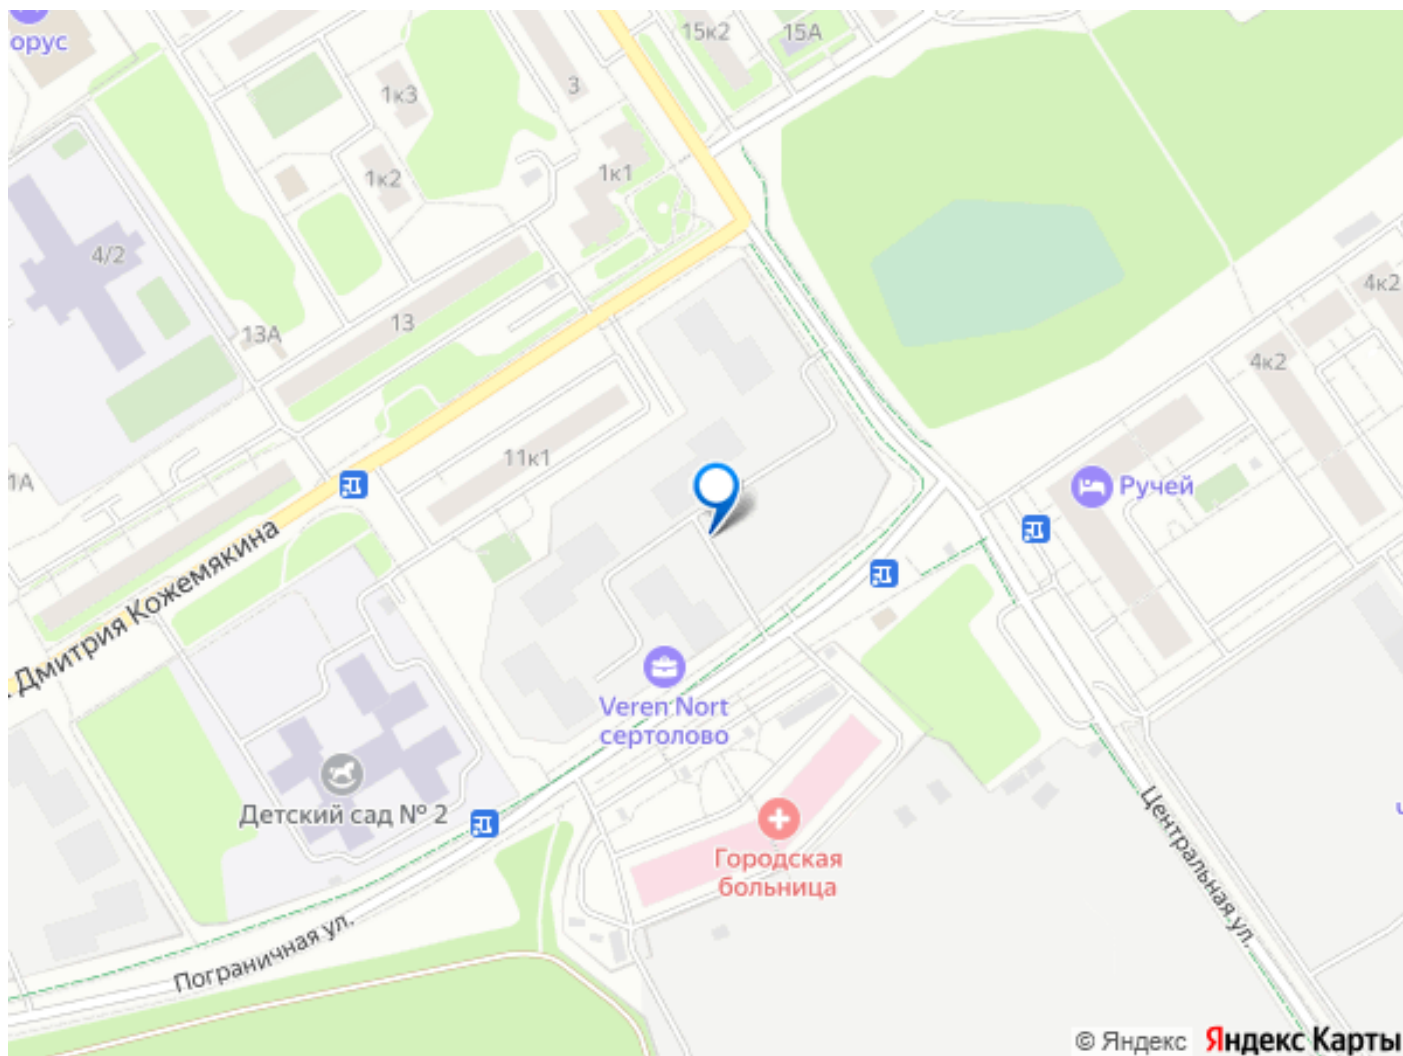 орус
15к2
15А
3
1к3
1к2
1к1
4/2
13А
13
4к2
4к2
11к1
1А
Ручей
Дмитрия Кожемякина
Veren Nort
сертолово
Детский сад № 2
Городская
больница
Центральная ул.
Пограничная ул.
© Яндекс Яндекс Карты